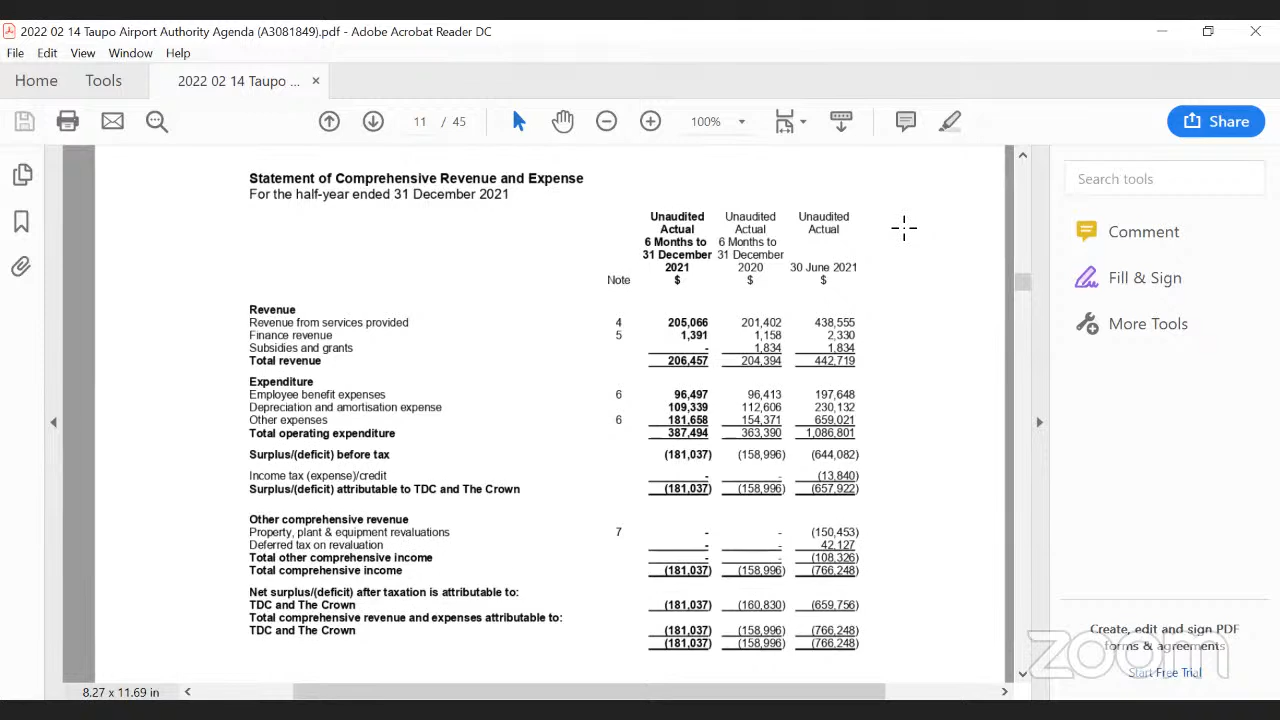 2022 02 14 Taupo Airport Authority Agenda (A3081849).pdf - Adobe Acrobat Reader DC
File Edit View Window Help
Home Tools 2022 02 14 Taupo ... ×
11 / 45 100% Share
Search tools
Comment
Fill & Sign
More Tools
Statement of Comprehensive Revenue and Expense
For the half-year ended 31 December 2021
Unaudited Unaudited Unaudited
Actual Actual Actual
6 Months to 6 Months to
31 December 31 December
2021 2020 30 June 2021
Note $ $ $
Revenue
Revenue from services provided 4 205,066 201,402 438,555
Finance revenue 5 1,391 1,158 2,330
Subsidies and grants - 1,834 1,834
Total revenue 206,457 204,394 442,719
Expenditure
Employee benefit expenses 6 96,497 96,413 197,648
Depreciation and amortisation expense 109,339 112,606 230,132
Other expenses 6 181,658 154,371 659,021
Total operating expenditure 387,494 363,390 1,086,801
Surplus/(deficit) before tax (181,037) (158,996) (644,082)
Income tax (expense)/credit - - (13,840)
Surplus/(deficit) attributable to TDC and The Crown (181,037) (158,996) (657,922)
Other comprehensive revenue
Property, plant & equipment revaluations 7 - - (150,453)
Deferred tax on revaluation - - 42,127
Total other comprehensive income - - (108,326)
Total comprehensive income (181,037) (158,996) (766,248)
Net surplus/(deficit) after taxation is attributable to:
TDC and The Crown (181,037) (160,830) (659,756)
Total comprehensive revenue and expenses attributable to:
TDC and The Crown (181,037) (158,996) (766,248)
(181,037) (158,996) (766,248)
Create, edit and sign PDF
forms & agreements
Start Free Trial
zoom
8.27 x 11.69 in